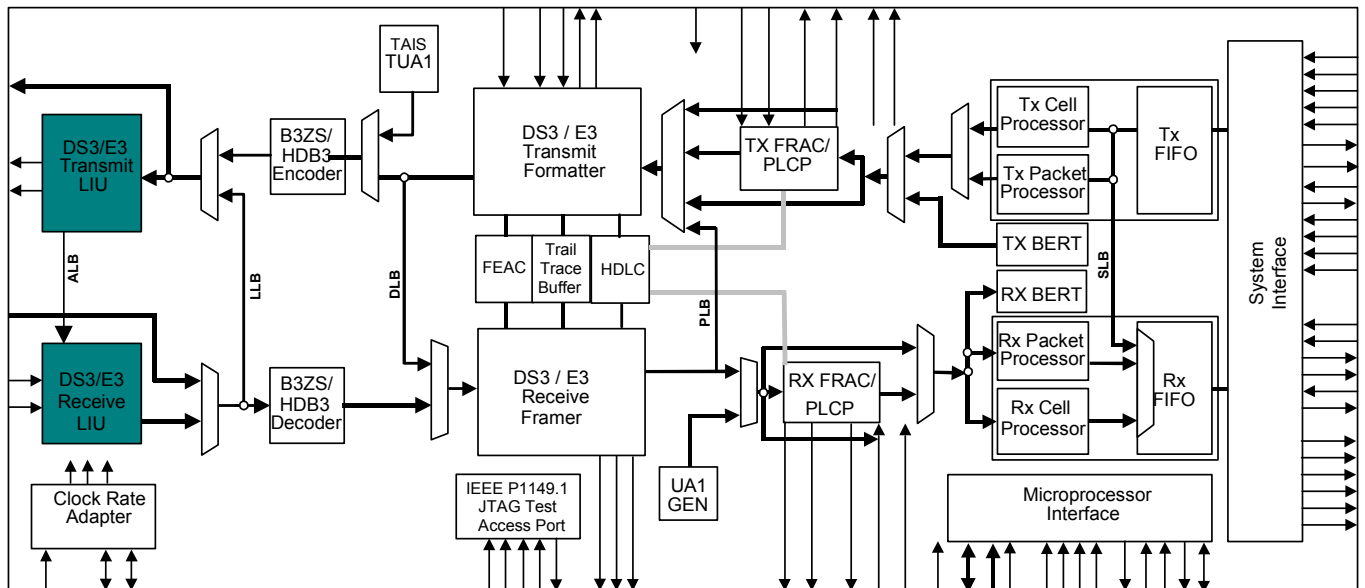 TAIS
TUA1
DS3/E3
Transmit
LIU
B3ZS/
HDB3
Encoder
DS3 / E3
Transmit
Formatter
TX FRAC/
PLCP
Tx Cell
Processor
Tx Packet
Processor
Tx
FIFO
TX BERT
RX BERT
System
Interface
ALB
LLB
DLB
PLB
SLB
FEAC
Trail
Trace
Buffer
HDLC
DS3/E3
Receive
LIU
B3ZS/
HDB3
Decoder
DS3 / E3
Receive
Framer
RX FRAC/
PLCP
Rx Packet
Processor
Rx Cell
Processor
Rx
FIFO
UA1
GEN
Clock Rate
Adapter
IEEE P1149.1
JTAG Test
Access Port
Microprocessor
Interface